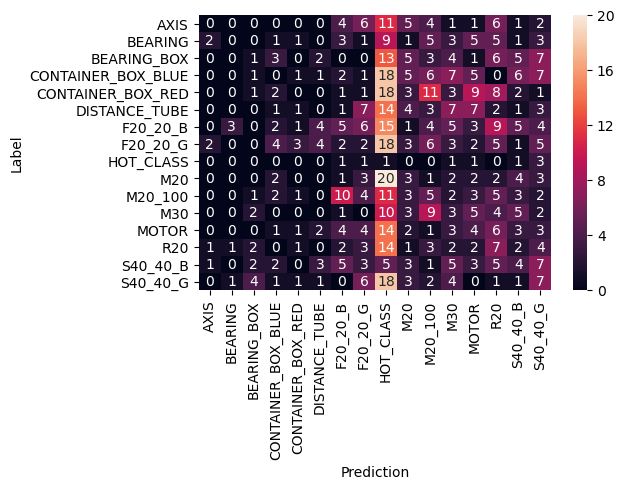 AXIS 0 0 0 0 0 0 4 6 11 5 4 1 1 6 1 2
BEARING 2 0 0 1 1 0 3 1 9 1 5 3 5 5 1 3
BEARING_BOX 0 0 1 3 0 2 0 0 13 5 3 4 1 6 5 7
CONTAINER_BOX_BLUE 0 0 1 0 1 1 2 1 18 5 6 7 5 0 6 7
CONTAINER_BOX_RED 0 0 1 2 0 0 1 1 18 3 11 3 9 8 2 1
DISTANCE_TUBE 0 0 0 1 1 0 1 7 14 4 3 7 7 2 1 3
F20_20_B 0 3 0 2 1 4 5 6 15 1 4 5 3 9 5 4
F20_20_G 2 0 0 4 3 4 2 2 18 3 6 3 2 5 1 5
HOT_CLASS 0 0 0 0 0 0 1 1 1 0 0 1 1 0 1 3
M20 0 0 0 2 0 0 1 3 20 3 1 2 2 2 4 3
M20_100 0 0 1 2 1 0 10 4 11 3 5 2 3 5 3 2
M30 0 0 2 0 0 0 1 0 10 3 9 3 5 4 5 2
MOTOR 0 0 0 1 1 2 4 4 14 2 1 3 4 6 3 3
R20 1 1 2 0 1 0 2 3 14 1 3 2 2 7 2 4
S40_40_B 1 0 2 2 0 3 5 3 5 3 1 5 3 5 4 7
S40_40_G 0 1 4 1 1 1 0 6 18 3 2 4 0 1 1 7
Label
AXIS
BEARING
BEARING_BOX
CONTAINER_BOX_BLUE
CONTAINER_BOX_RED
DISTANCE_TUBE
F20_20_B
F20_20_G
HOT_CLASS
M20
M20_100
M30
MOTOR
R20
S40_40_B
S40_40_G
Prediction
20
16
12
8
4
0